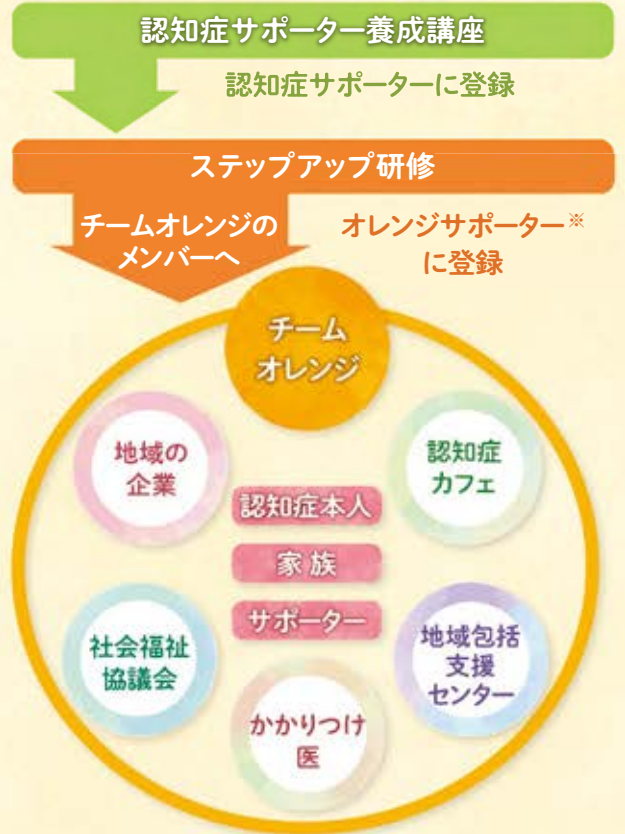 認知症サポーター養成講座
認知症サポーターに登録
ステップアップ研修
チームオレンジの
メンバーへ
オレンジサポーター※
に登録
チーム
オレンジ
地域の
企業
認知症
カフェ
認知症本人
家族
サポーター
社会福祉
協議会
地域包括
支援
センター
かかりつけ
医